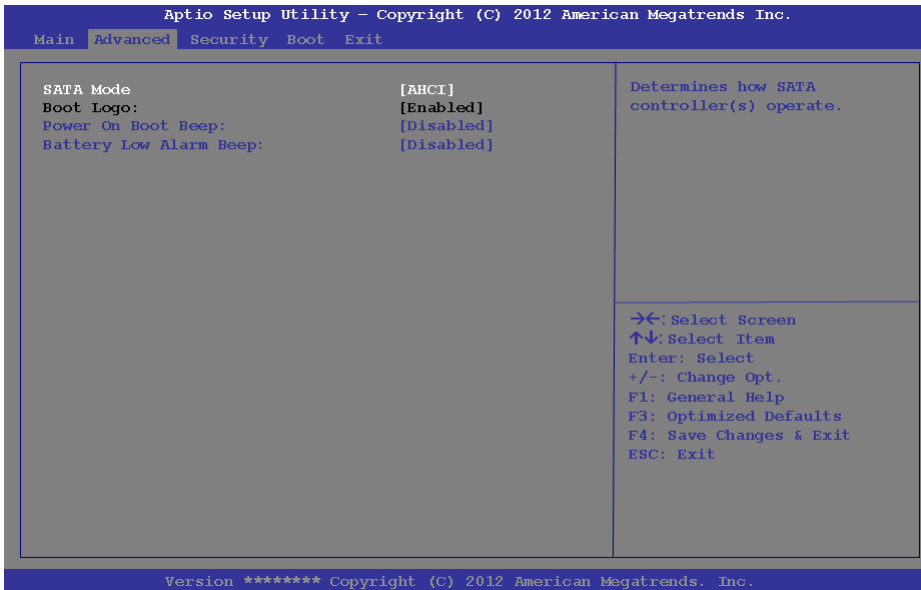 Aptio Setup Utility – Copyright (C) 2012 American Megatrends Inc.
Main Advanced Security Boot Exit
SATA Mode [AHCI]
Boot Logo: [Enabled]
Power On Boot Beep: [Disabled]
Battery Low Alarm Beep: [Disabled]
Determines how SATA
controller(s) operate.
→←: Select Screen
↑↓: Select Item
Enter: Select
+/-: Change Opt.
F1: General Help
F3: Optimized Defaults
F4: Save Changes & Exit
ESC: Exit
Version ******** Copyright (C) 2012 American Megatrends. Inc.